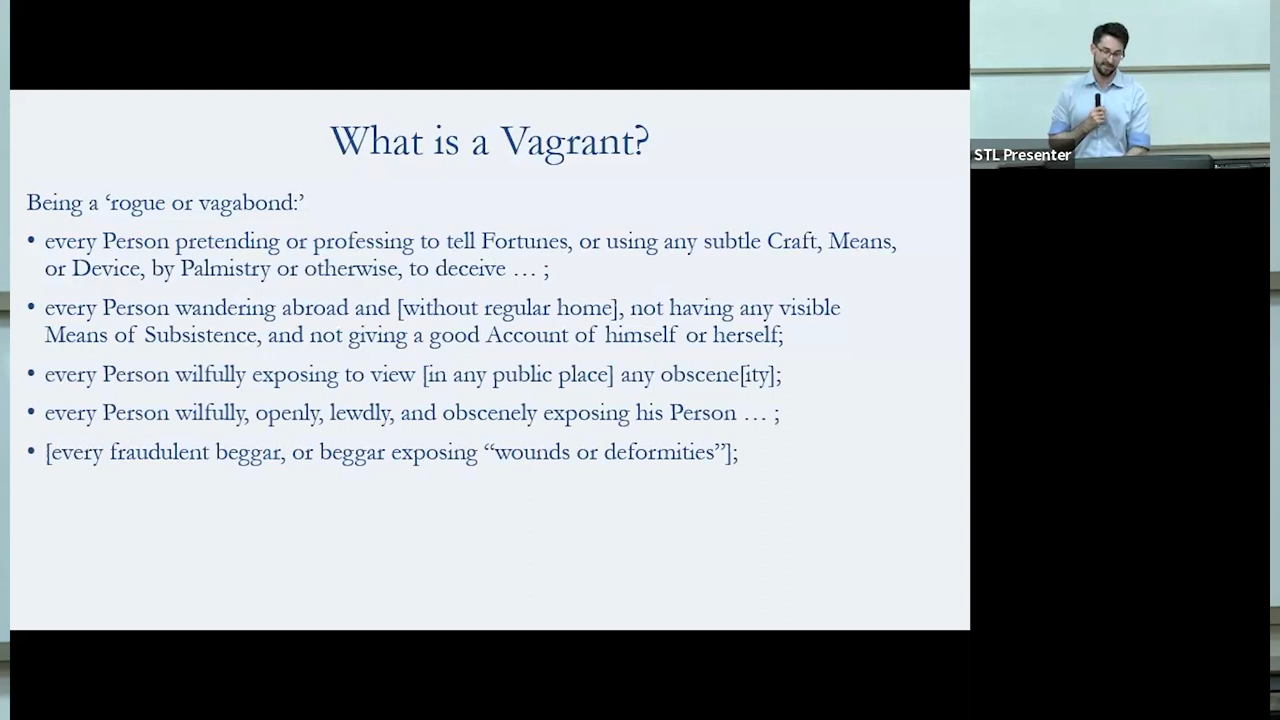 What is a Vagrant?
Being a ‘rogue or vagabond:’
• every Person pretending or professing to tell Fortunes, or using any subtle Craft, Means,
or Device, by Palmistry or otherwise, to deceive … ;
• every Person wandering abroad and [without regular home], not having any visible
Means of Subsistence, and not giving a good Account of himself or herself;
• every Person wilfully exposing to view [in any public place] any obscene[ity];
• every Person wilfully, openly, lewdly, and obscenely exposing his Person … ;
• [every fraudulent beggar, or beggar exposing “wounds or deformities”];
STL Presenter